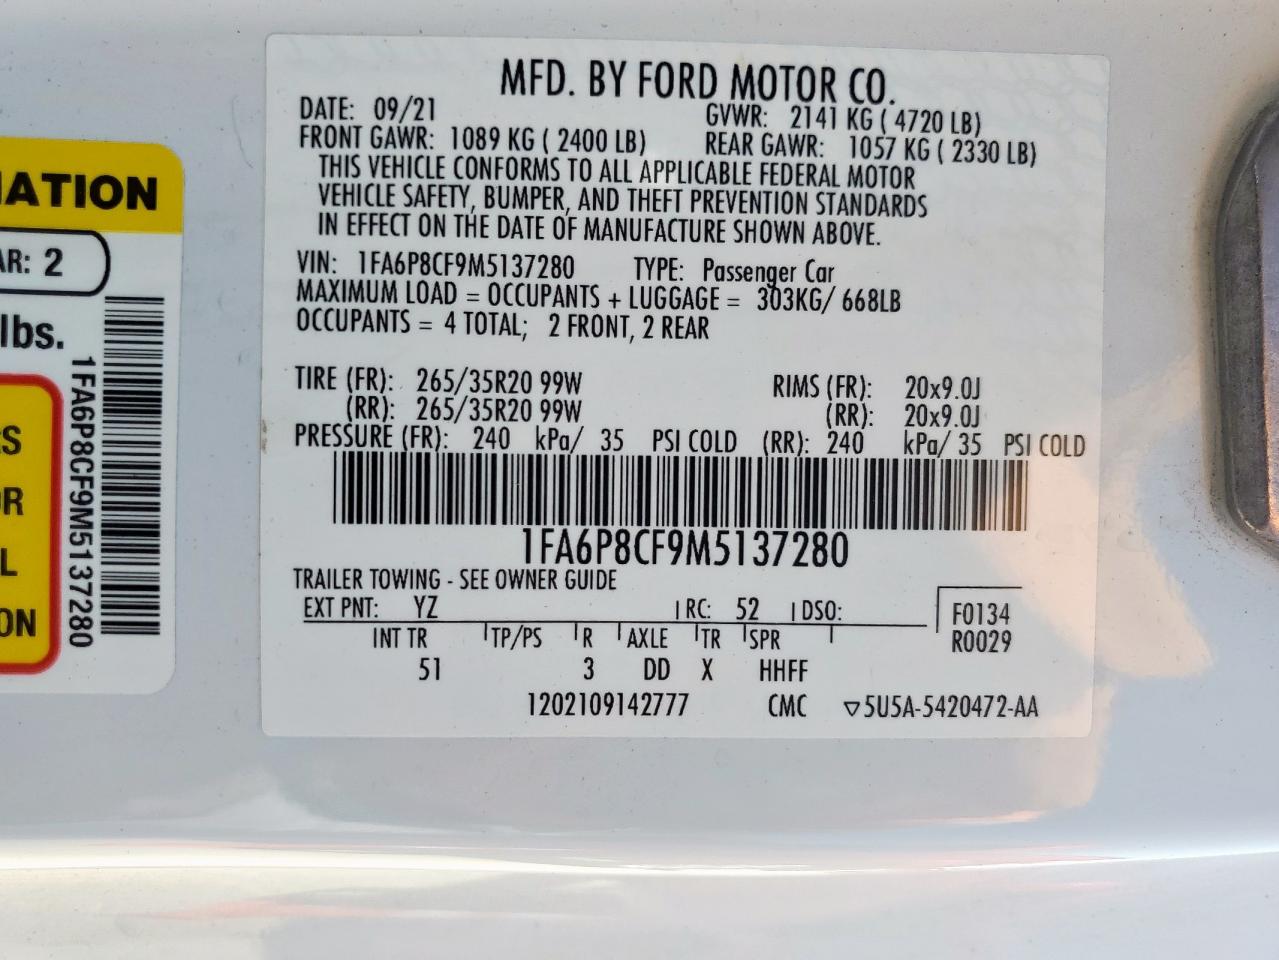 MFD. BY FORD MOTOR CO.
DATE: 09/21 GVWR: 2141 KG ( 4720 LB)
FRONT GAWR: 1089 KG ( 2400 LB) REAR GAWR: 1057 KG ( 2330 LB)
THIS VEHICLE CONFORMS TO ALL APPLICABLE FEDERAL MOTOR
VEHICLE SAFETY, BUMPER, AND THEFT PREVENTION STANDARDS
IN EFFECT ON THE DATE OF MANUFACTURE SHOWN ABOVE.
VIN: 1FA6P8CF9M5137280 TYPE: Passenger Car
MAXIMUM LOAD = OCCUPANTS + LUGGAGE = 303KG/ 668LB
OCCUPANTS = 4 TOTAL; 2 FRONT, 2 REAR
TIRE (FR): 265/35R20 99W RIMS (FR): 20x9.0J
(RR): 265/35R20 99W (RR): 20x9.0J
PRESSURE (FR): 240 kPa/ 35 PSI COLD (RR): 240 kPa/ 35 PSI COLD
1FA6P8CF9M5137280
TRAILER TOWING - SEE OWNER GUIDE
EXT PNT: YZ RC: 52 DSO: F0134
R0029
INT TR TP/PS R AXLE TR SPR
51 3 DD X HHFF
1202109142777 CMC ▽5U5A-5420472-AA
MATION
AR: 2
lbs.
1FA6P8CF9M5137280
RS
OR
L
ON